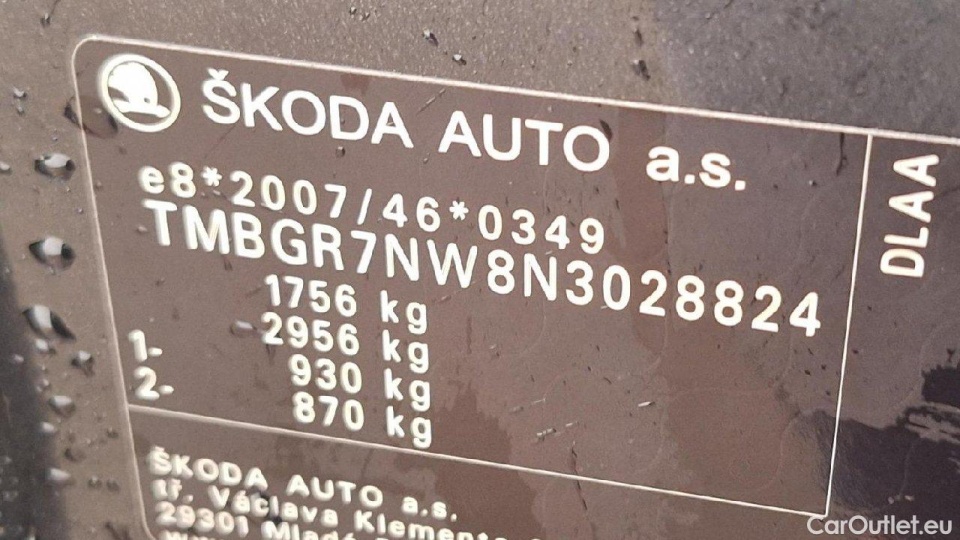 ŠKODA AUTO a.s.
e8*2007/46*0349
TMBGR7NW8N3028824
1756 kg
2956 kg
1- 930 kg
2- 870 kg
DLAA
ŠKODA AUTO a.s.
tř. Václava Klementa
29301 Mladá
CarOutlet.eu